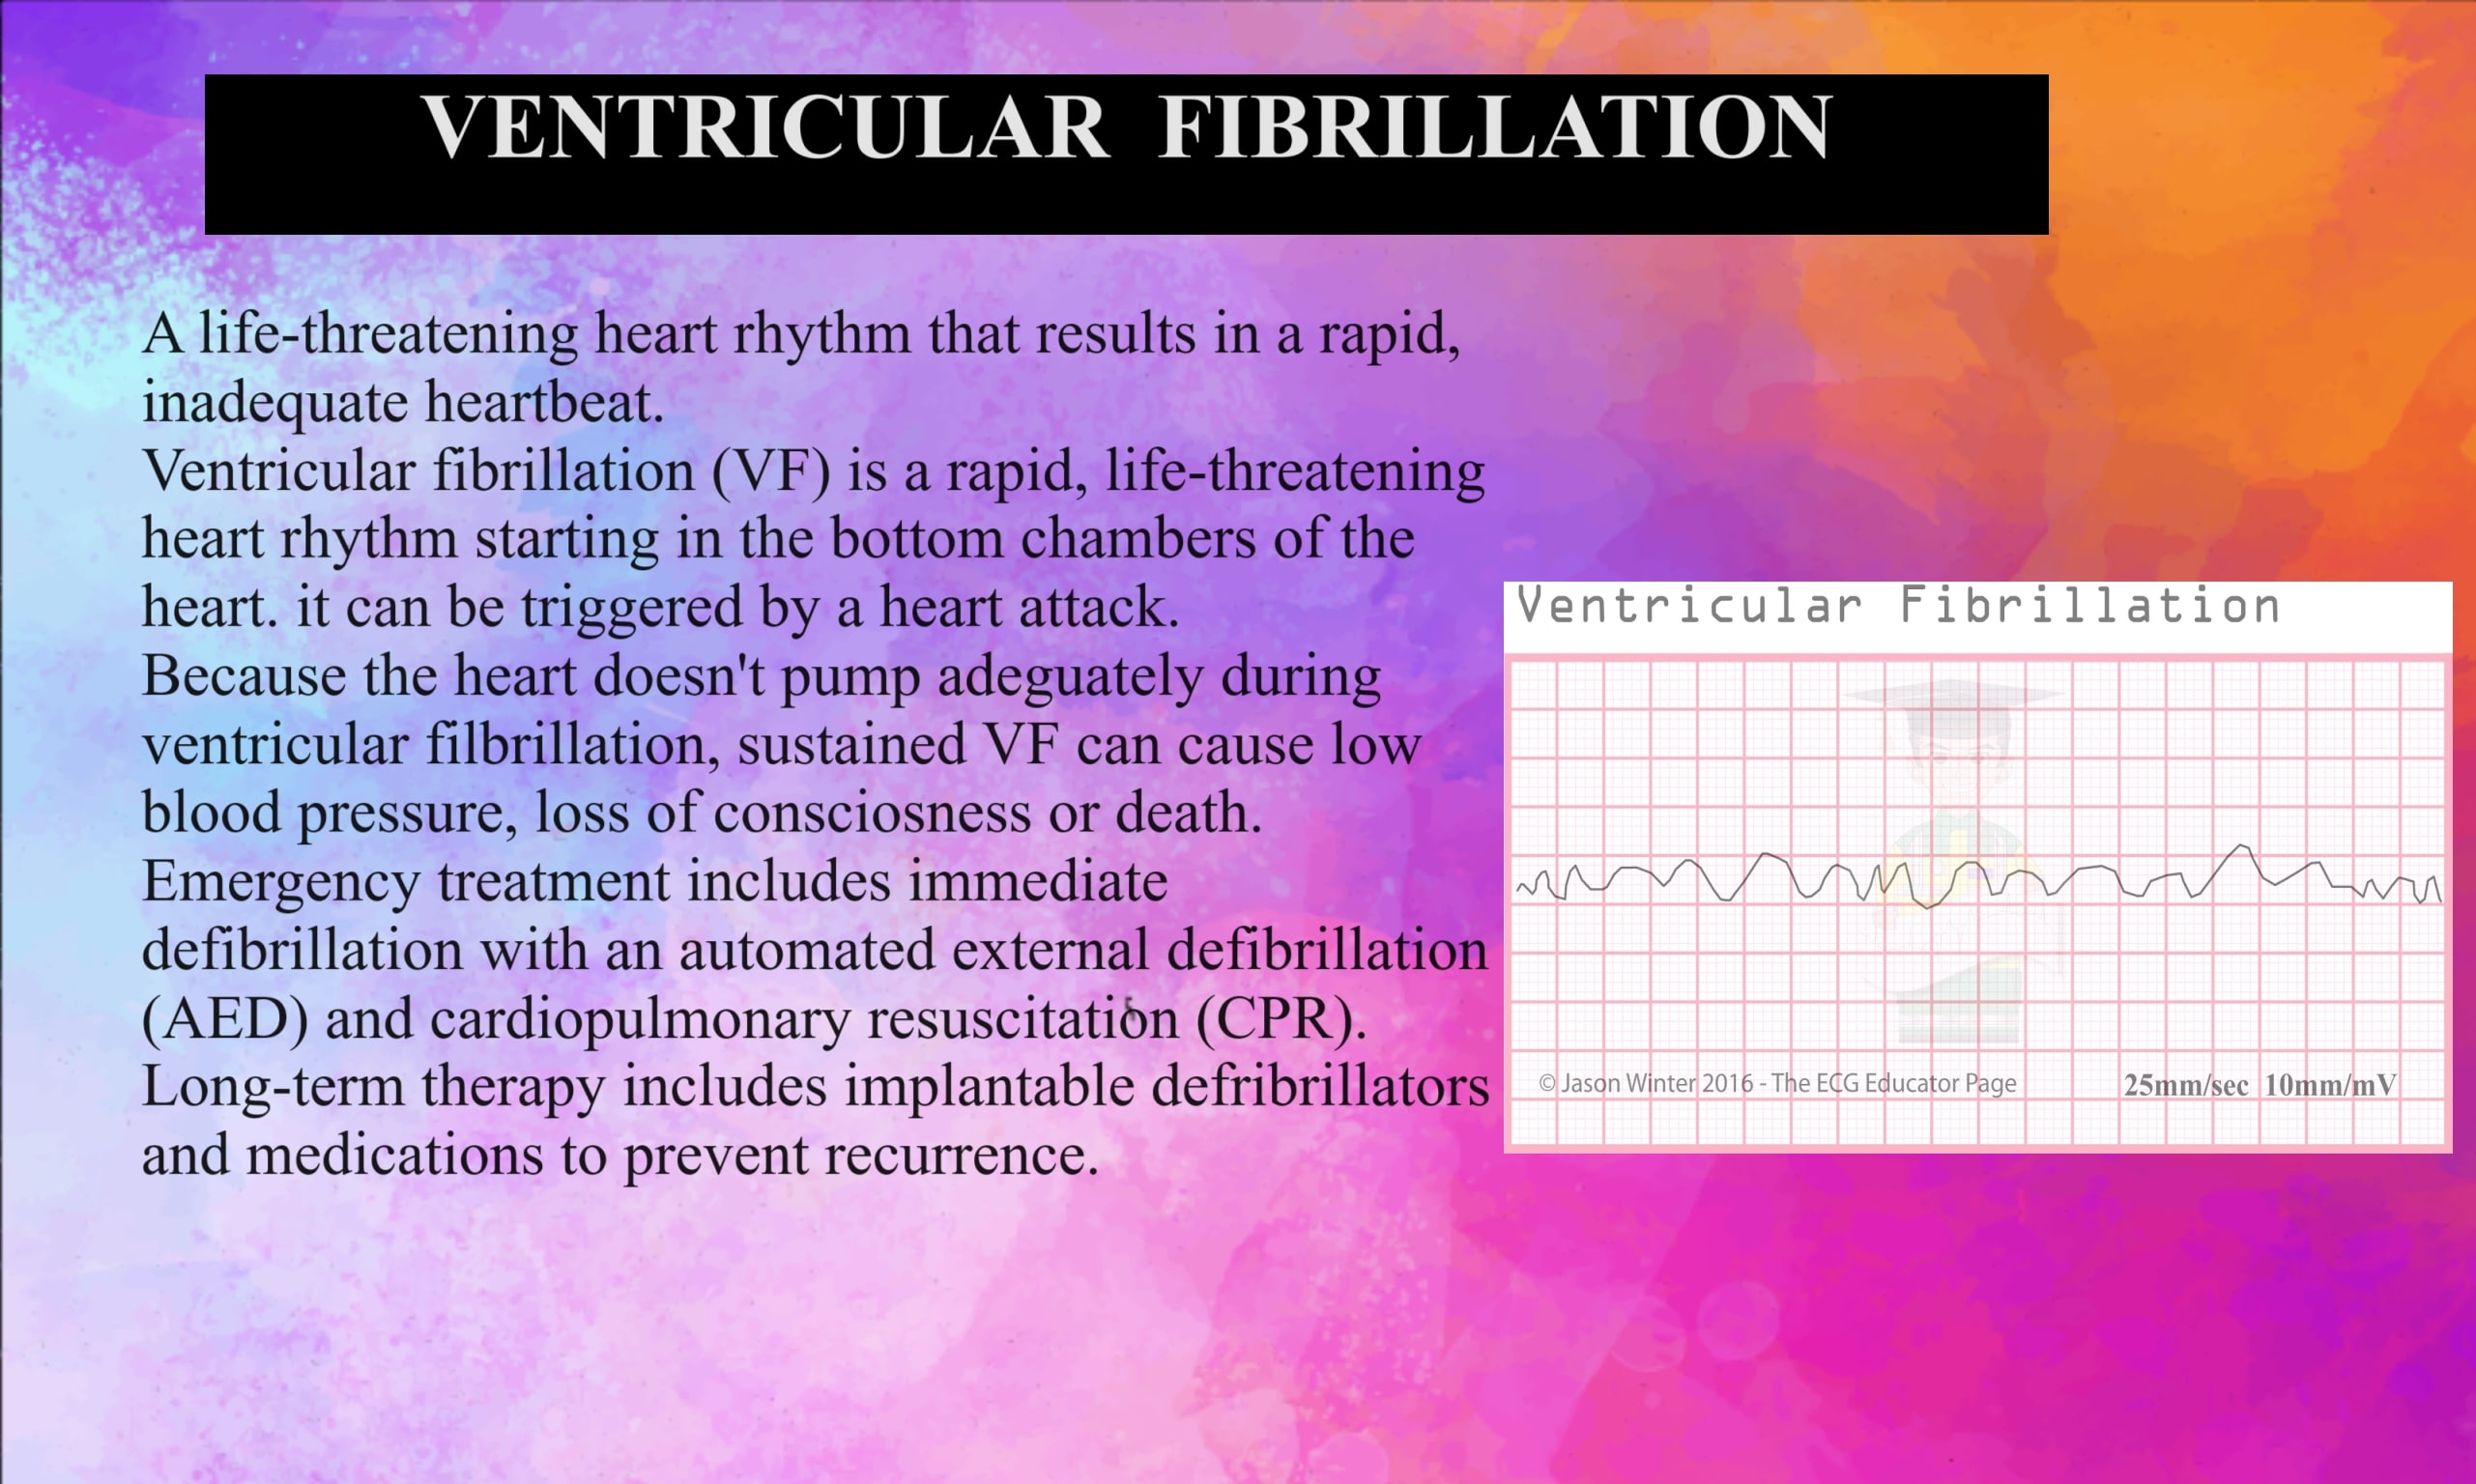 VENTRICULAR FIBRILLATION
A life-threatening heart rhythm that results in a rapid,
inadequate heartbeat.
Ventricular fibrillation (VF) is a rapid, life-threatening
heart rhythm starting in the bottom chambers of the
heart. it can be triggered by a heart attack.
Because the heart doesn't pump adeguately during
ventricular filbrillation, sustained VF can cause low
blood pressure, loss of consciosness or death.
Emergency treatment includes immediate
defibrillation with an automated external defibrillation
(AED) and cardiopulmonary resuscitation (CPR).
Long-term therapy includes implantable defribrillators
and medications to prevent recurrence.
Ventricular Fibrillation
© Jason Winter 2016 - The ECG Educator Page
25mm/sec 10mm/mV